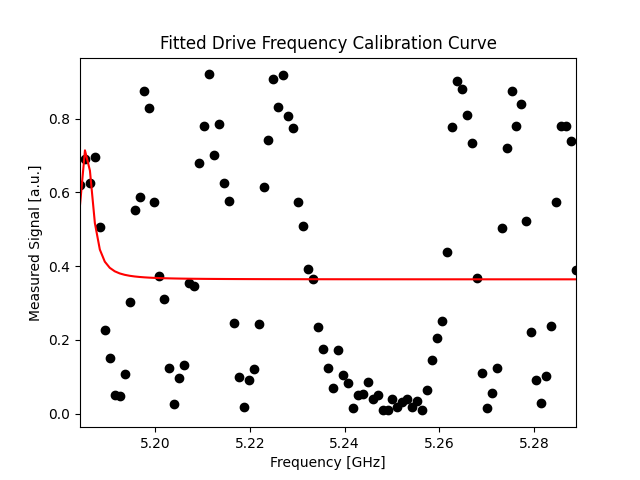 Fitted Drive Frequency Calibration Curve
Measured Signal [a.u.]
0.8
0.6
0.4
0.2
0.0
5.20 5.22 5.24 5.26 5.28
Frequency [GHz]